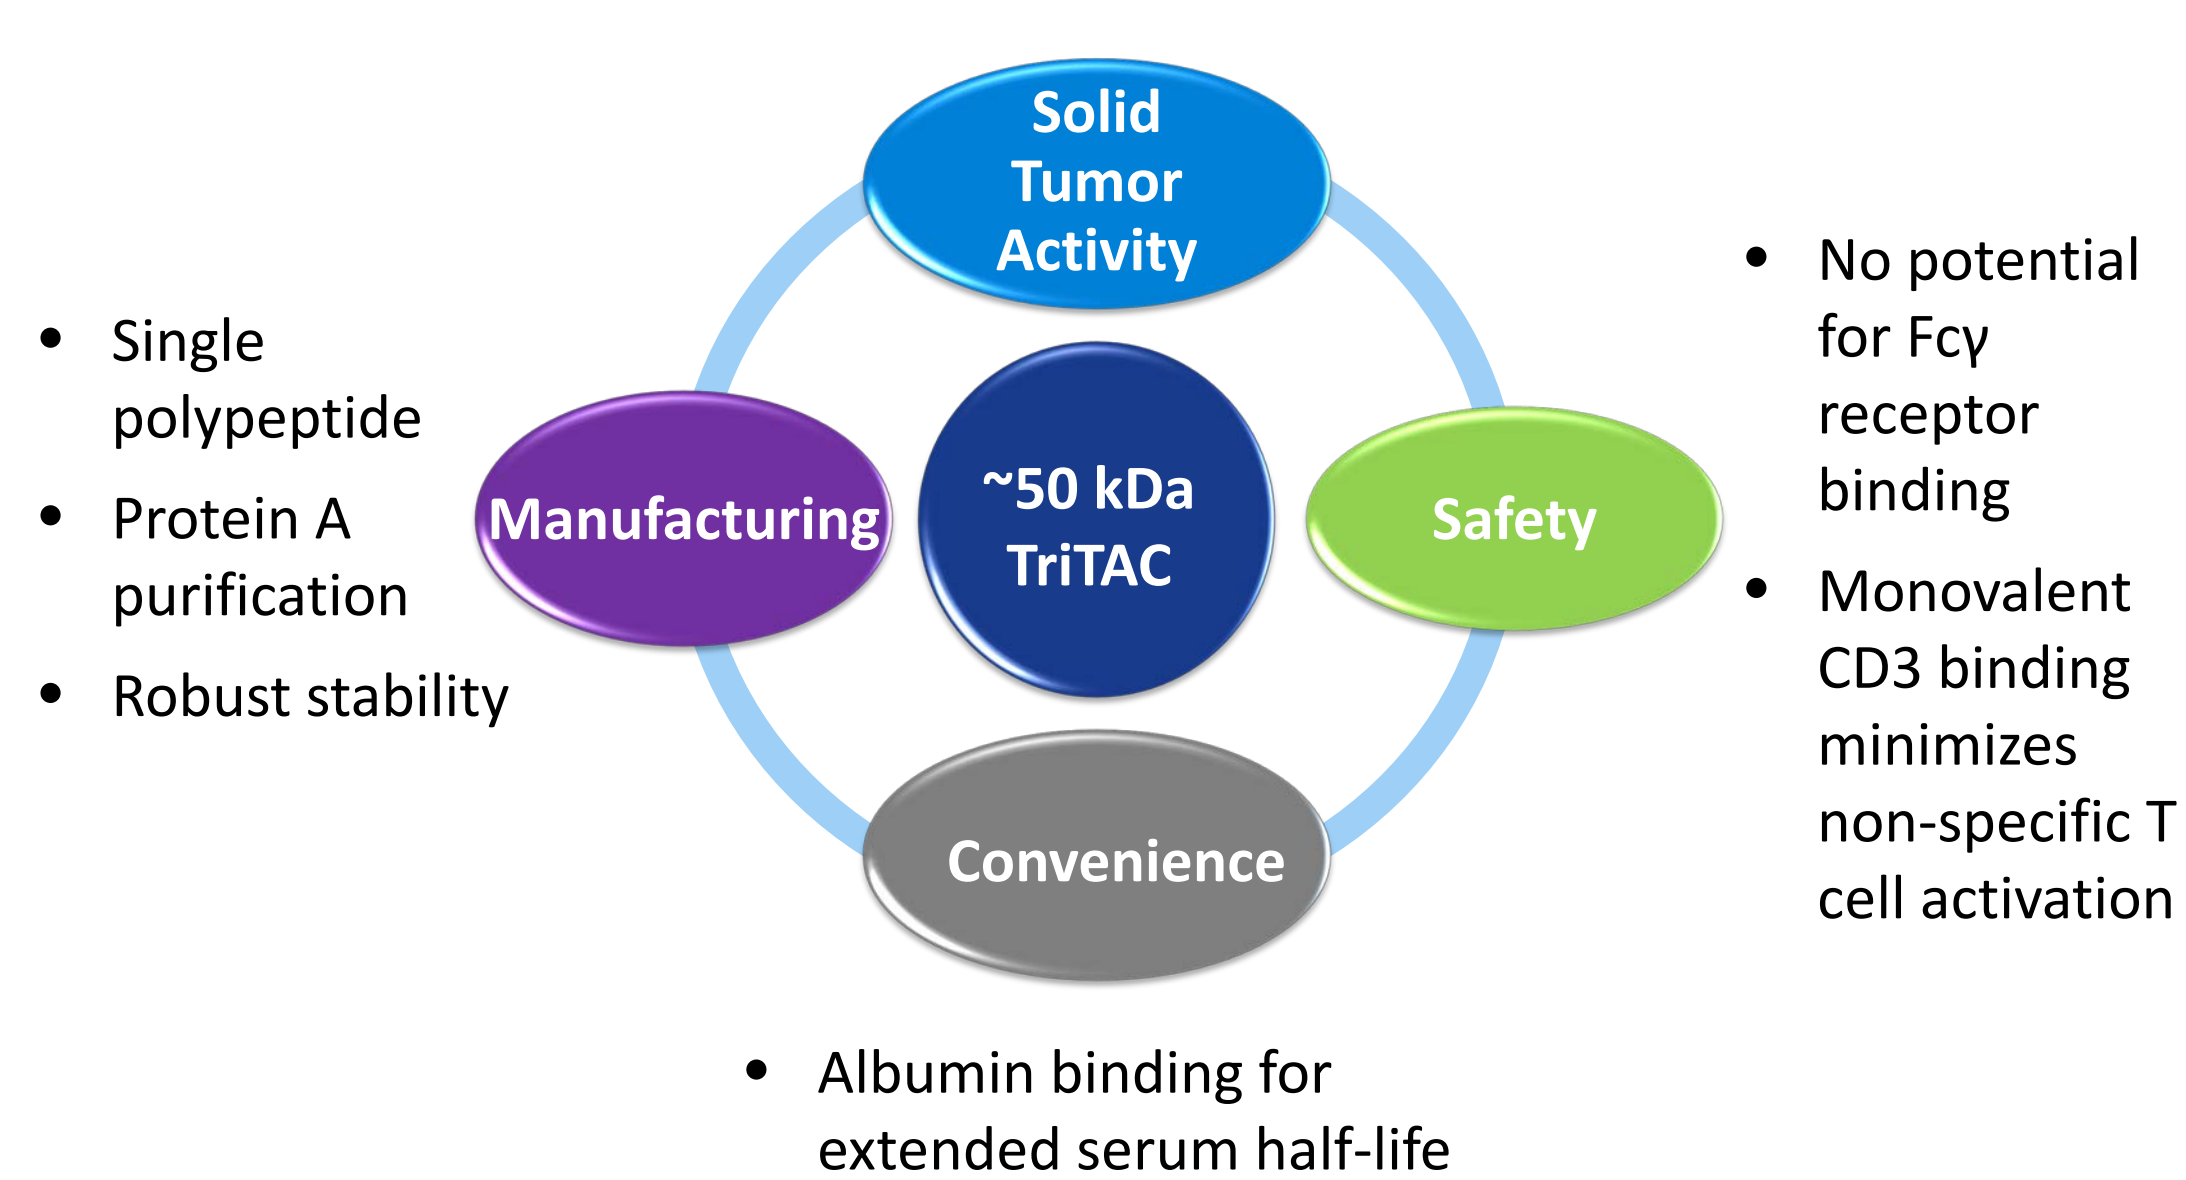 Solid
Tumor
Activity
• Single
polypeptide
• Protein A
purification
• Robust stability
Manufacturing
~50 kDa
TriTAC
Safety
• No potential
for Fcγ
receptor
binding
• Monovalent
CD3 binding
minimizes
non-specific T
cell activation
Convenience
• Albumin binding for
extended serum half-life